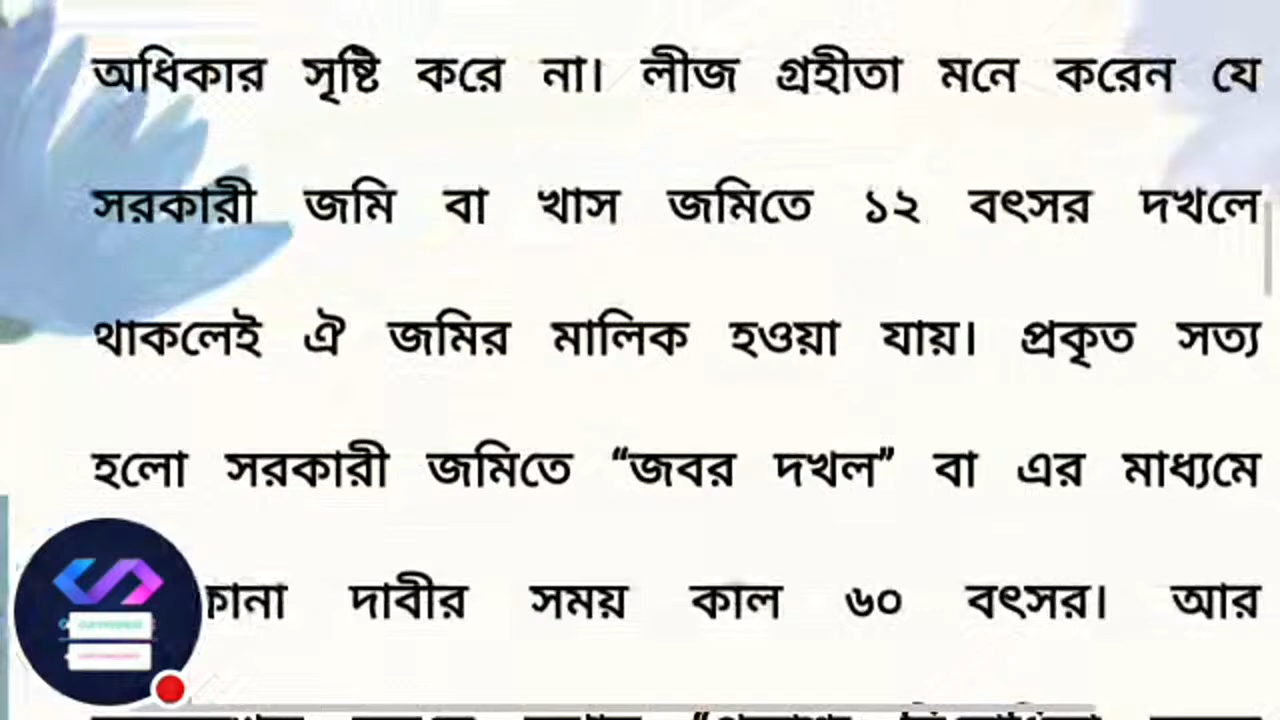 অধিকার সৃষ্টি করে না। লীজ গ্রহীতা মনে করেন যে
সরকারী জমি বা খাস জমিতে ১২ বৎসর দখলে
থাকলেই ঐ জমির মালিক হওয়া যায়। প্রকৃত সত্য
হলো সরকারী জমিতে “জবর দখল” বা এর মাধ্যমে
দাবীর সময় কাল ৬০ বৎসর। আর